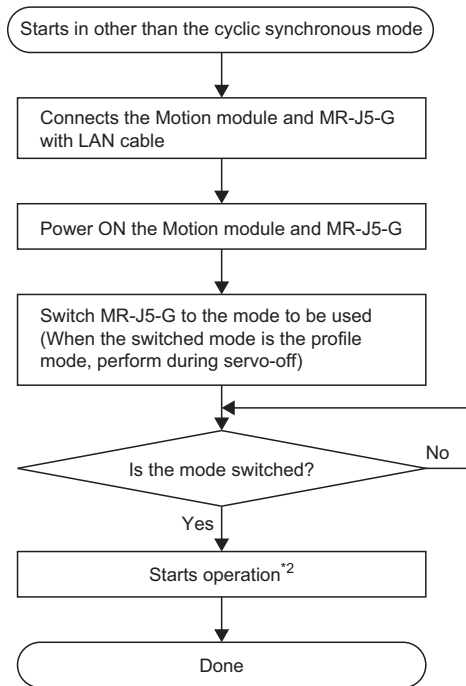 Starts in other than the cyclic synchronous mode
Connects the Motion module and MR-J5-G
with LAN cable
Power ON the Motion module and MR-J5-G
Switch MR-J5-G to the mode to be used
(When the switched mode is the profile
mode, perform during servo-off)
Is the mode switched?
No
Yes
Starts operation*2
Done